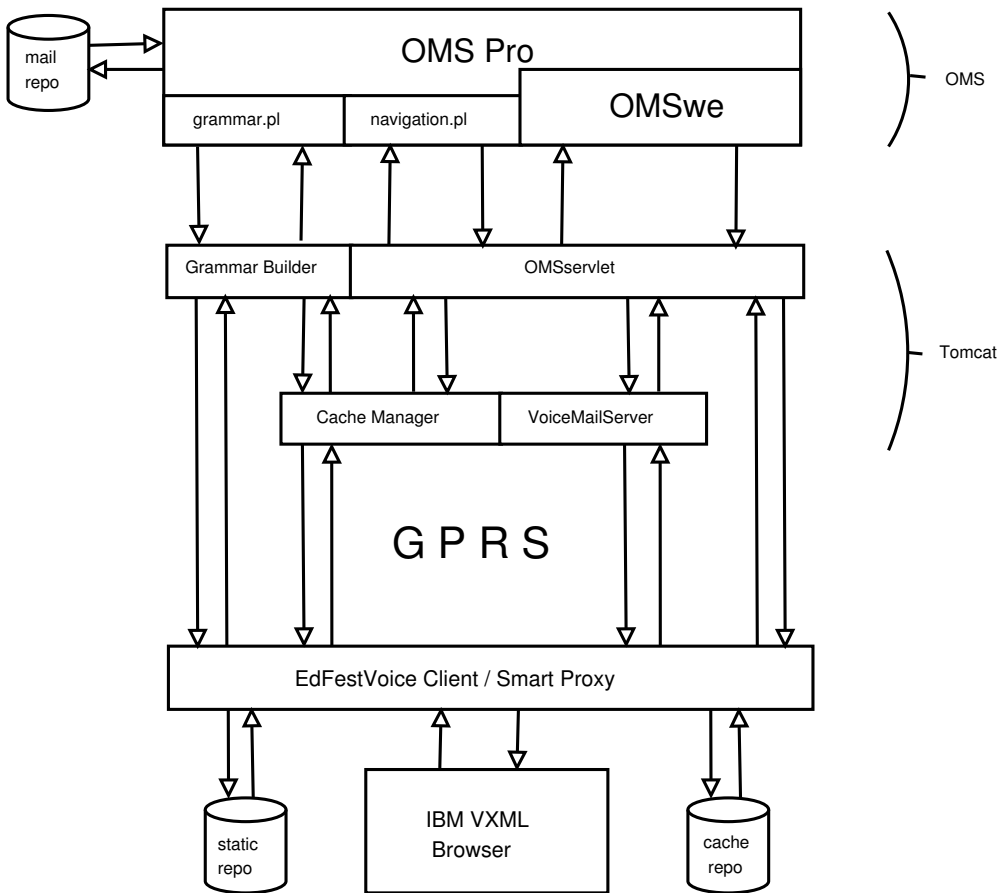 mail
repo
OMS Pro
OMS
OMSwe
grammar.pl
navigation.pl
Grammar Builder
OMSservlet
Tomcat
Cache Manager
VoiceMailServer
G P R S
EdFestVoice Client / Smart Proxy
static
repo
IBM VXML
Browser
cache
repo